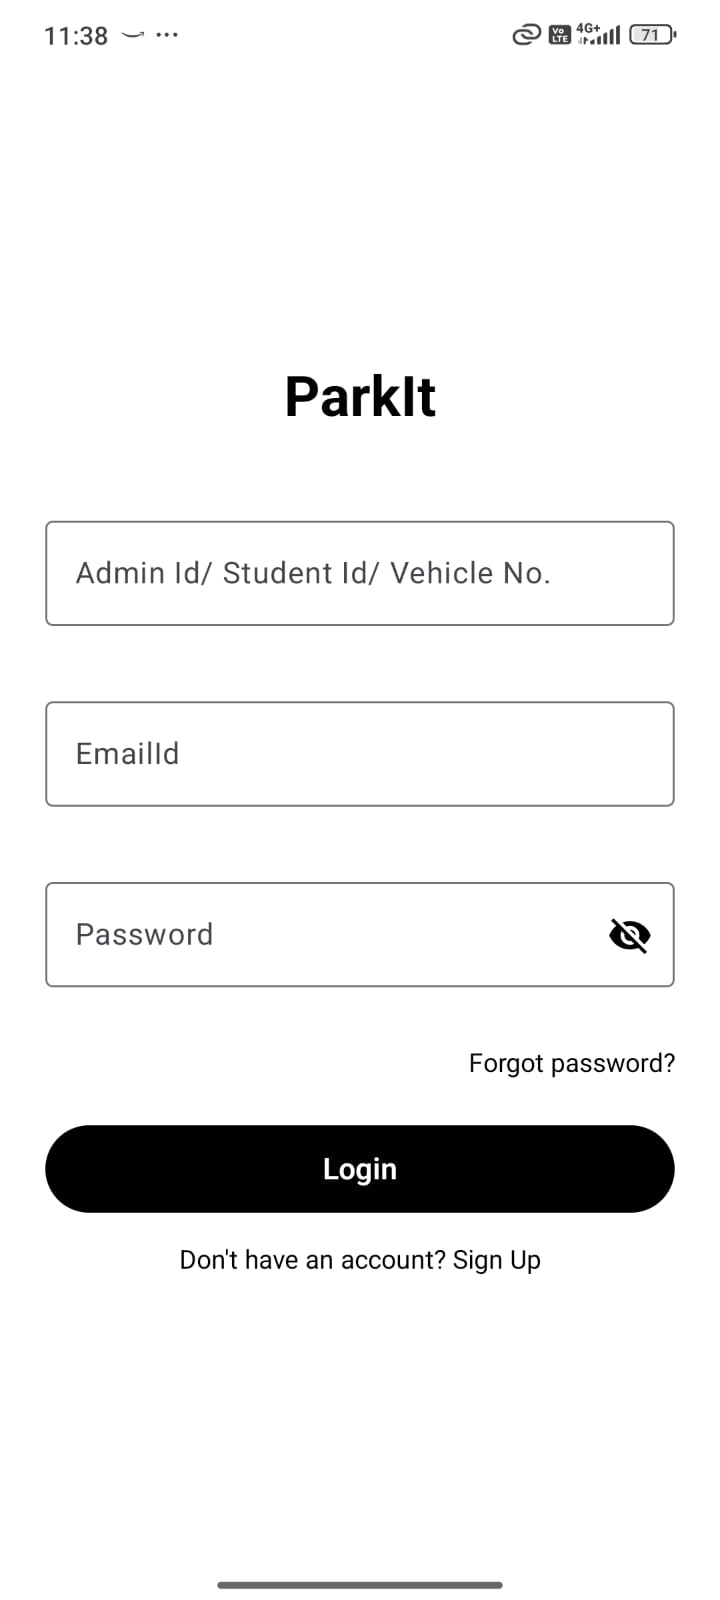 11:38 ...
Vo LTE 4G+ 71
ParkIt
Admin Id/ Student Id/ Vehicle No.
EmailId
Password
Forgot password?
Login
Don't have an account? Sign Up